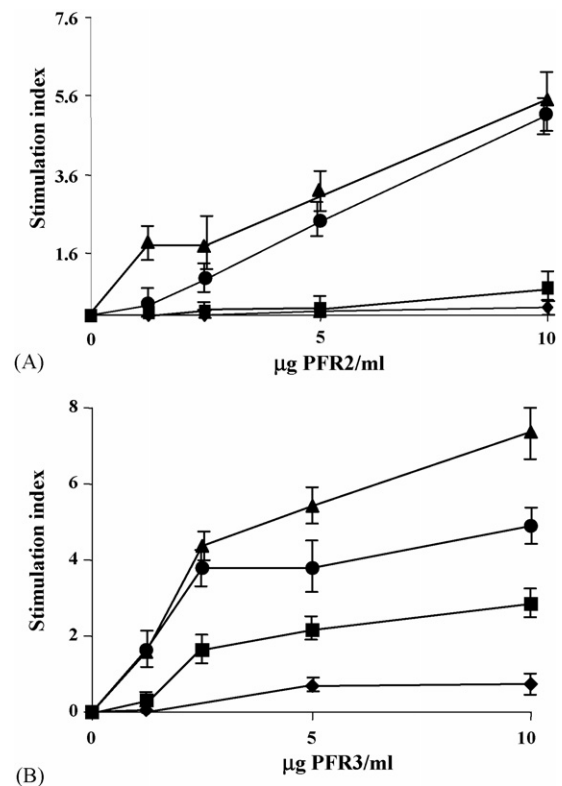 7.6
5.6
3.6
1.6
Stimulation index
0
5
10
µg PFR2/ml
(A)
8
6
4
2
0
Stimulation index
0
5
10
µg PFR3/ml
(B)